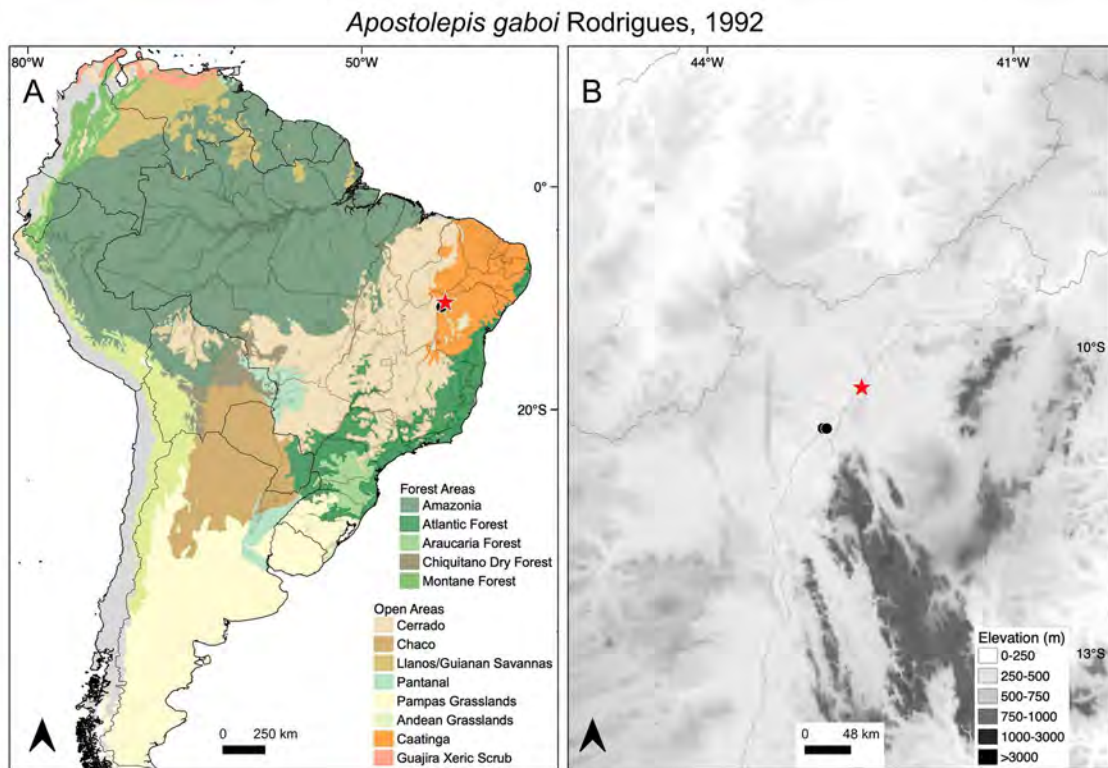 Apostolepis gaboi Rodrigues, 1992
A
80°W
50°W
0°
20°S
Forest Areas
Amazonia
Atlantic Forest
Araucaria Forest
Chiquitano Dry Forest
Montane Forest
Open Areas
Cerrado
Chaco
Llanos/Guianan Savannas
Pantanal
Pampas Grasslands
Andean Grasslands
Caatinga
Guajira Xeric Scrub
0 250 km
B
44°W
41°W
10°S
13°S
Elevation (m)
0-250
250-500
500-750
750-1000
1000-3000
>3000
0 48 km